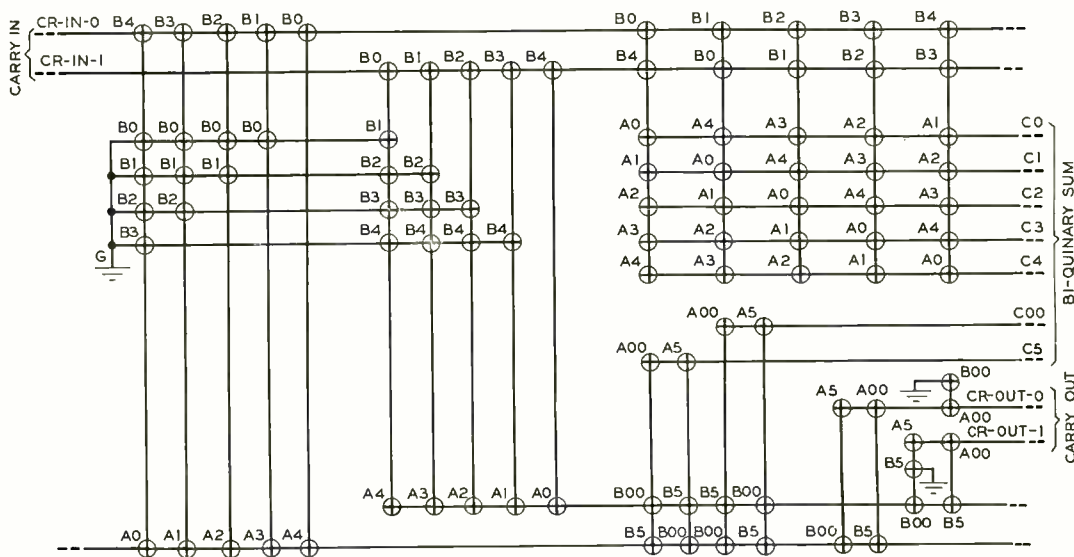 CARRY IN
CR-IN-0 B4 B3 B2 B1 B0 B0 B1 B2 B3 B4
CR-IN-1 B0 B1 B2 B3 B4 B4 B0 B1 B2 B3
B0 B0 B0 B0 B1 A0 A4 A3 A2 A1 C0
B1 B1 B1 B2 B2 A1 A0 A4 A3 A2 C1
B2 B2 B3 B3 B3 A2 A1 A0 A4 A3 C2
B3 B4 B4 B4 B4 A3 A2 A1 A0 A4 C3
G A4 A3 A2 A1 A0 C4
BI-QUINARY SUM
A00 A5 C00
A00 A5 C5
B00
A5 A00 CR-OUT-0
A00
A5 CR-OUT-1
A00
CARRY OUT
B5
A4 A3 A2 A1 A0 B00 B5 B5 B00
B00 B5
A0 A1 A2 A3 A4 B5 B00 B00 B5 B00 B5